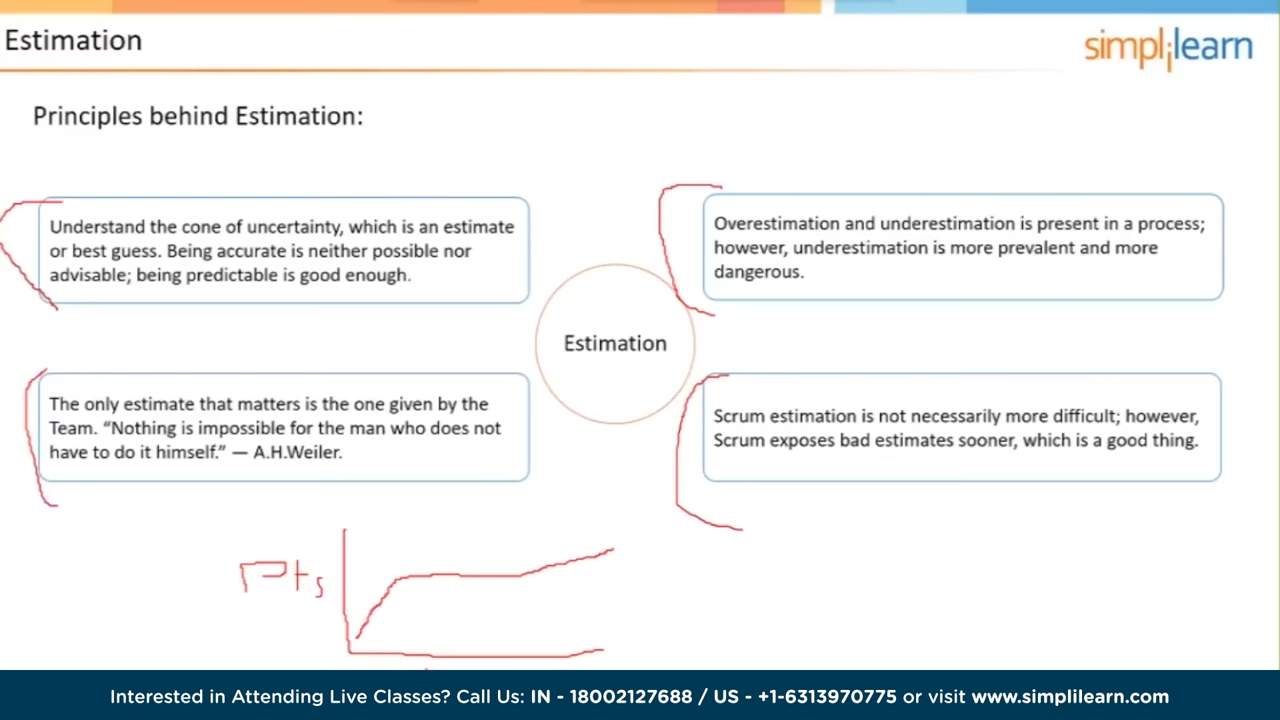 Estimation
simplilearn
Principles behind Estimation:
Understand the cone of uncertainty, which is an estimate
or best guess. Being accurate is neither possible nor
advisable; being predictable is good enough.
Overestimation and underestimation is present in a process;
however, underestimation is more prevalent and more
dangerous.
Estimation
The only estimate that matters is the one given by the
Team. “Nothing is impossible for the man who does not
have to do it himself.” — A.H.Weiler.
Scrum estimation is not necessarily more difficult; however,
Scrum exposes bad estimates sooner, which is a good thing.
Pts
Interested in Attending Live Classes? Call Us: IN - 18002127688 / US - +1-6313970775 or visit www.simplilearn.com